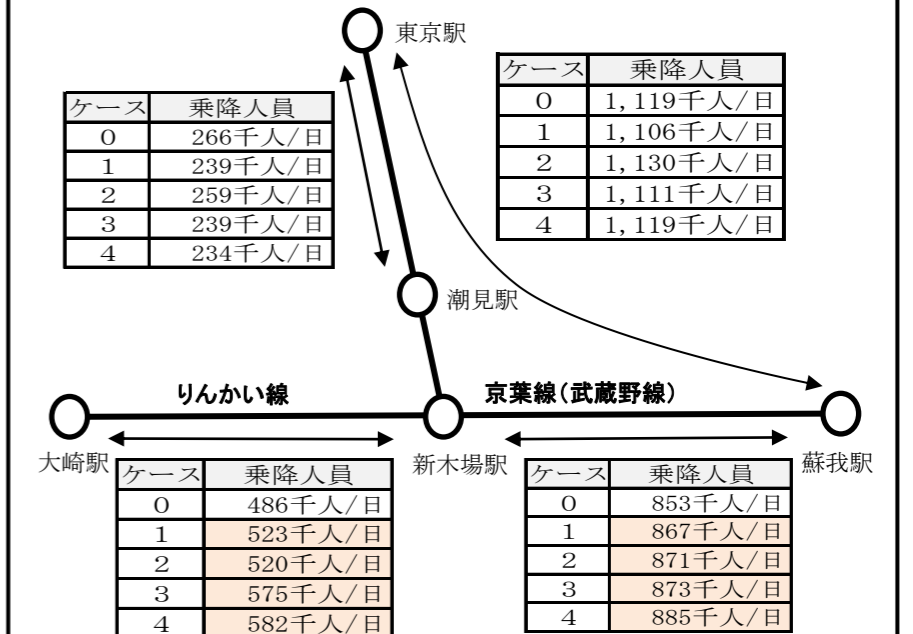 東京駅
ケース 乗降人員
0 266千人/日
1 239千人/日
2 259千人/日
3 239千人/日
4 234千人/日
ケース 乗降人員
0 1,119千人/日
1 1,106千人/日
2 1,130千人/日
3 1,111千人/日
4 1,119千人/日
潮見駅
りんかい線
京葉線(武蔵野線)
大崎駅
新木場駅
蘇我駅
ケース 乗降人員
0 486千人/日
1 523千人/日
2 520千人/日
3 575千人/日
4 582千人/日
ケース 乗降人員
0 853千人/日
1 867千人/日
2 871千人/日
3 873千人/日
4 885千人/日